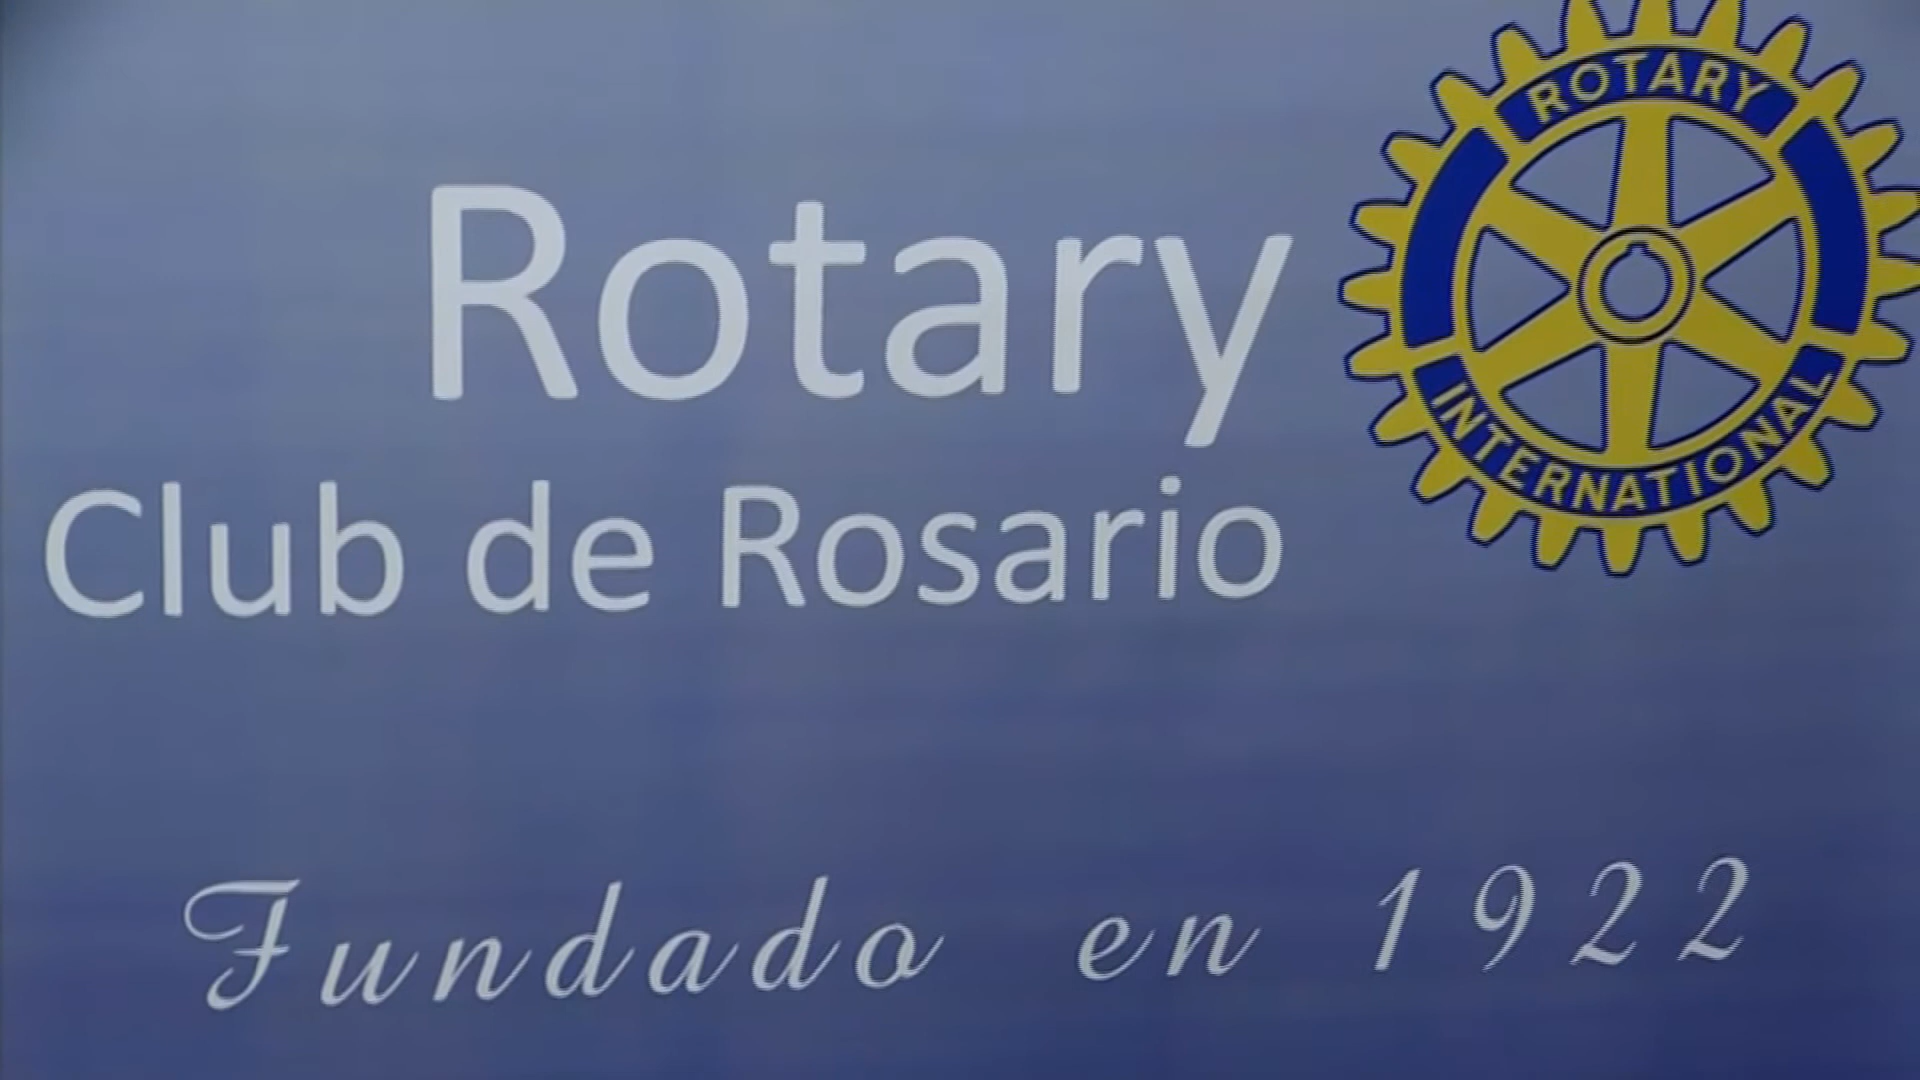 Rotary
Club de Rosario
ROTARY
INTERNATIONAL
Fundado en 1922